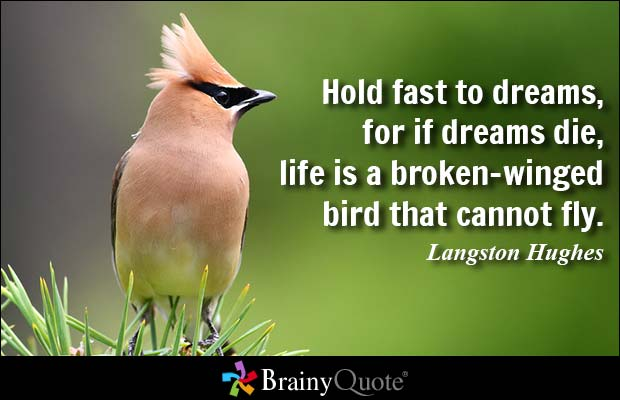 Hold fast to dreams,
for if dreams die,
life is a broken-winged
bird that cannot fly.
Langston Hughes
BrainyQuote®